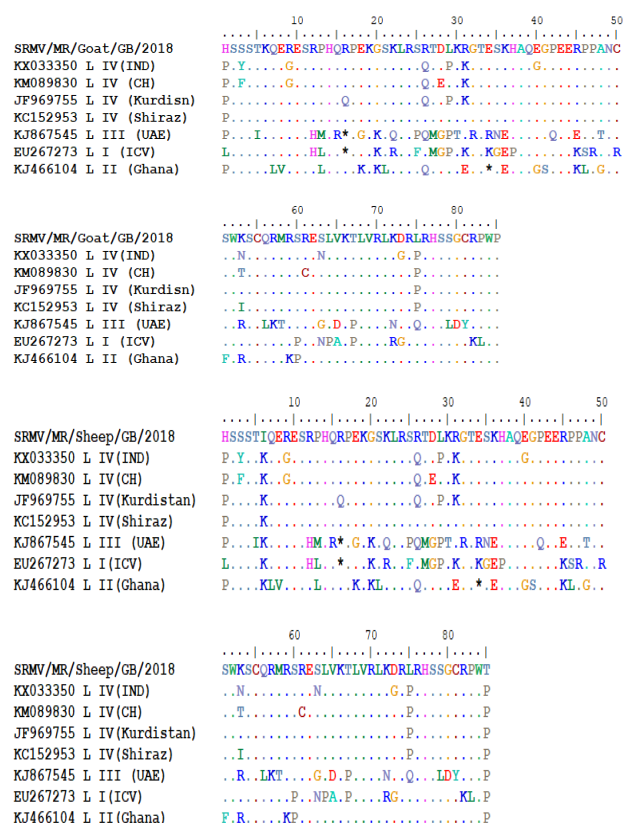 10 20 30 40 50
SRMV/MR/Goat/GB/2018 HSSSTKQERESRPHQRPEKGSKLRSRTDLKRGTESKHAQEGPEERPPANC
KX033350 L IV(IND) P.Y.....G................Q..P.K........G..........
KM089830 L IV (CH) P.F.....G................Q.E..K...................
JF969755 L IV (Kurdisn) P..............Q.........Q..P.K...................
KC152953 L IV (Shiraz) P.................................................
KJ867545 L III (UAE) P...I......HM.R*.G.K.Q..PQMGPT.R.RNE.....Q..E..T..
EU267273 L I (ICV) L..........HL..*...K.R..F.MGP.K..KGEP.......KSR..R
KJ466104 L II (Ghana) P.....LV....L....K.KL....Q....E..*.E...GS...KL.G..
60 70 80
SRMV/MR/Goat/GB/2018 SWKSCQRMRSRESLVKTLVRLKDRLRHSSGCRPWP
KX033350 L IV(IND) ..N.........N.........G.P..........
KM089830 L IV (CH) ..T.......C.............P..........
JF969755 L IV (Kurdisn) ........................P..........
KC152953 L IV (Shiraz) ..I.....................P..........
KJ867545 L III (UAE) ..R..LKT....G.D.P....N..Q...LDY....
EU267273 L I (ICV) .........P..NPA.P....RG........KL..
KJ466104 L II (Ghana) F.R.....KP.........................
10 20 30 40 50
SRMV/MR/Sheep/GB/2018 HSSSTIQERESRPHQRPEKGSKLRSRTDLKRGTESKHAQEGPEERPPANC
KX033350 L IV(IND) P.Y..K..G................Q..P.K........G..........
KM089830 L IV(CH) P.F..K..G................Q.E..K...................
JF969755 L IV(Kurdistan) P....K.........Q.........Q..P.K...................
KC152953 L IV(Shiraz) P....K............................................
KJ867545 L III (UAE) P...IK.....HM.R*.G.K.Q..PQMGPT.R.RNE.....Q..E..T..
EU267273 L I(ICV) L....K.....HL..*...K.R..F.MGP.K..KGEP.......KSR..R
KJ466104 L II(Ghana) P....KLV....L....K.KL....Q....E..*.E...GS...KL.G..
60 70 80
SRMV/MR/Sheep/GB/2018 SWKSCQRMRSRESLVKTLVRLKDRLRHSSGCRPWT
KX033350 L IV(IND) ..N.........N.........G.P.........P
KM089830 L IV(CH) ..T.......C.............P.........P
JF969755 L IV(Kurdistan) ........................P.........P
KC152953 L IV(Shiraz) ..I.....................P.........P
KJ867545 L III (UAE) ..R..LKT....G.D.P....N..Q...LDY...P
EU267273 L I(ICV) .........P..NPA.P....RG........KL.P
KJ466104 L II(Ghana) F.R.....KP........................P